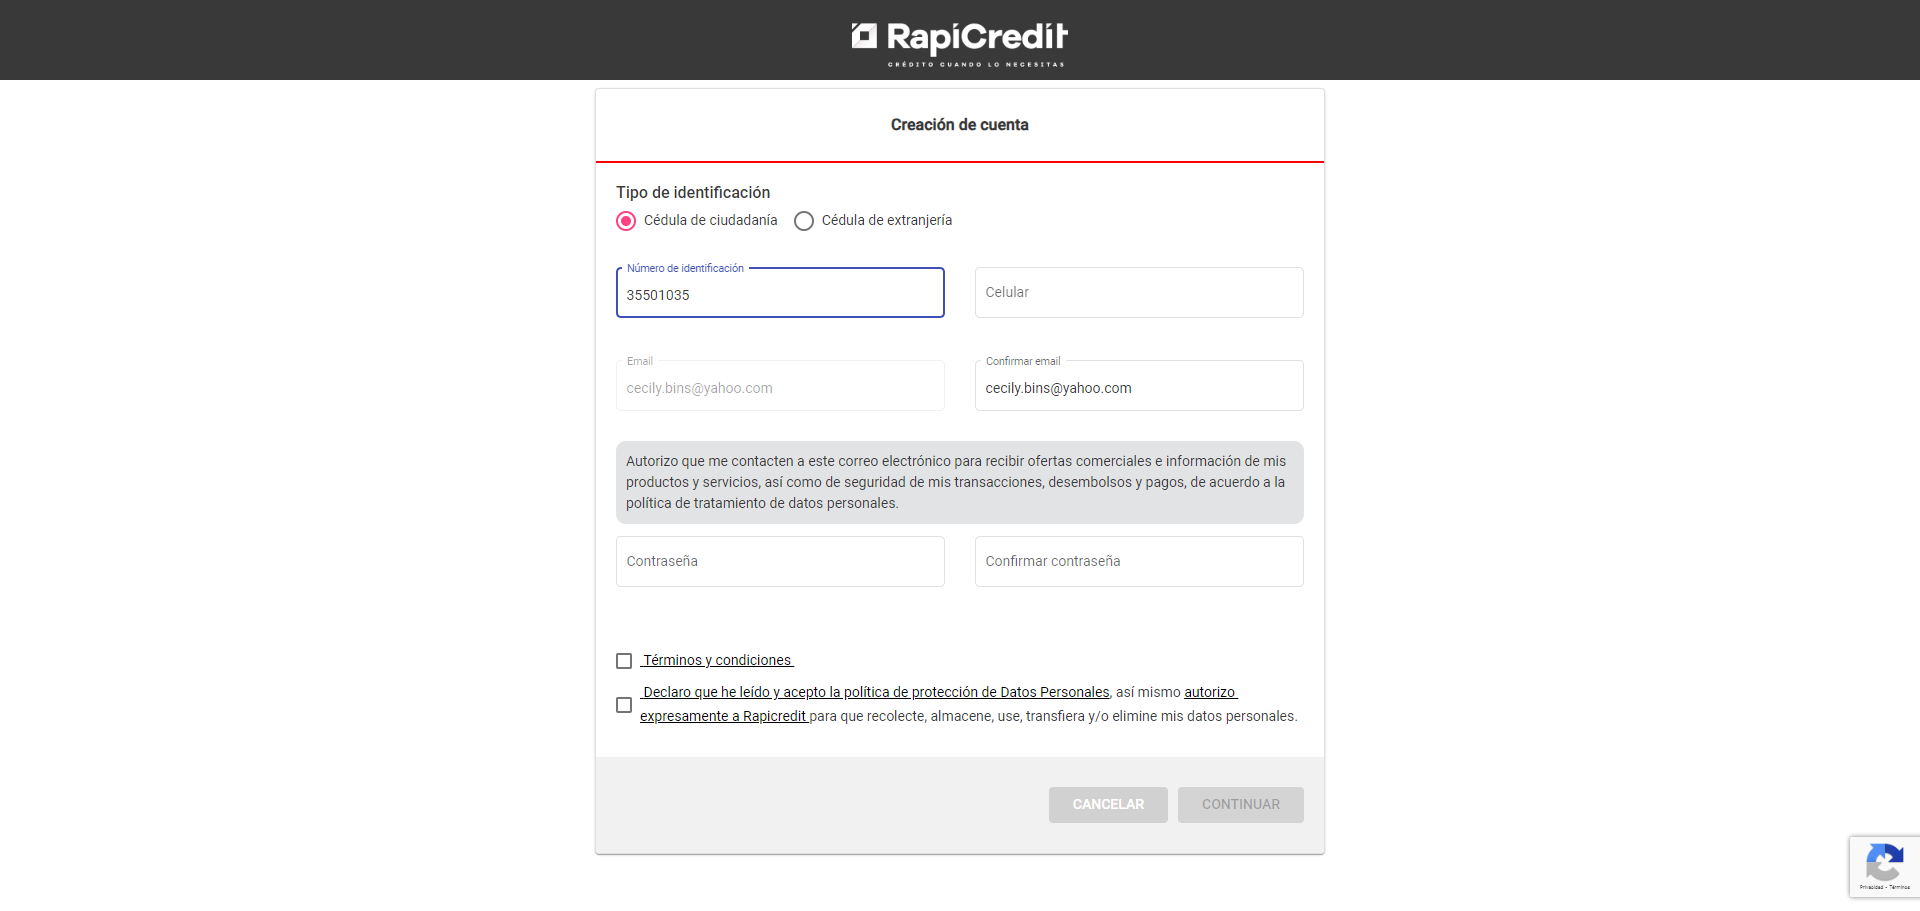 RapiCredit
CRÉDITO CUANDO LO NECESITAS
Creación de cuenta
Tipo de identificación
Cédula de ciudadanía Cédula de extranjería
Número de identificación
35501035
Celular
Email
cecily.bins@yahoo.com
Confirmar email
cecily.bins@yahoo.com
Autorizo que me contacten a este correo electrónico para recibir ofertas comerciales e información de mis
productos y servicios, así como de seguridad de mis transacciones, desembolsos y pagos, de acuerdo a la
política de tratamiento de datos personales.
Contraseña
Confirmar contraseña
Términos y condiciones
Declaro que he leído y acepto la política de protección de Datos Personales, así mismo autorizo
expresamente a Rapicredit para que recolecte, almacene, use, transfiera y/o elimine mis datos personales.
CANCELAR
CONTINUAR
Privacidad - Términos